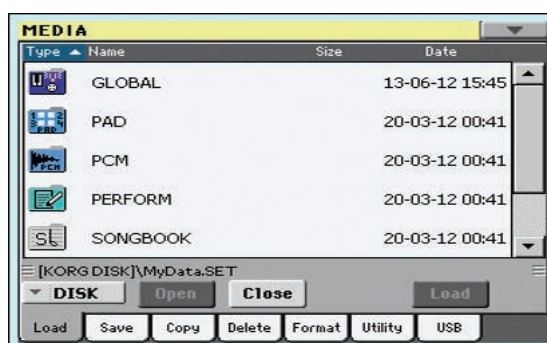 MEDIA
Type Name Size Date
GLOBAL 13-06-12 15:45
PAD 20-03-12 00:41
PCM 20-03-12 00:41
PERFORM 20-03-12 00:41
SONGBOOK 20-03-12 00:41
[KORG DISK]\MyData.SET
DISK Open Close Load
Load Save Copy Delete Format Utility USB